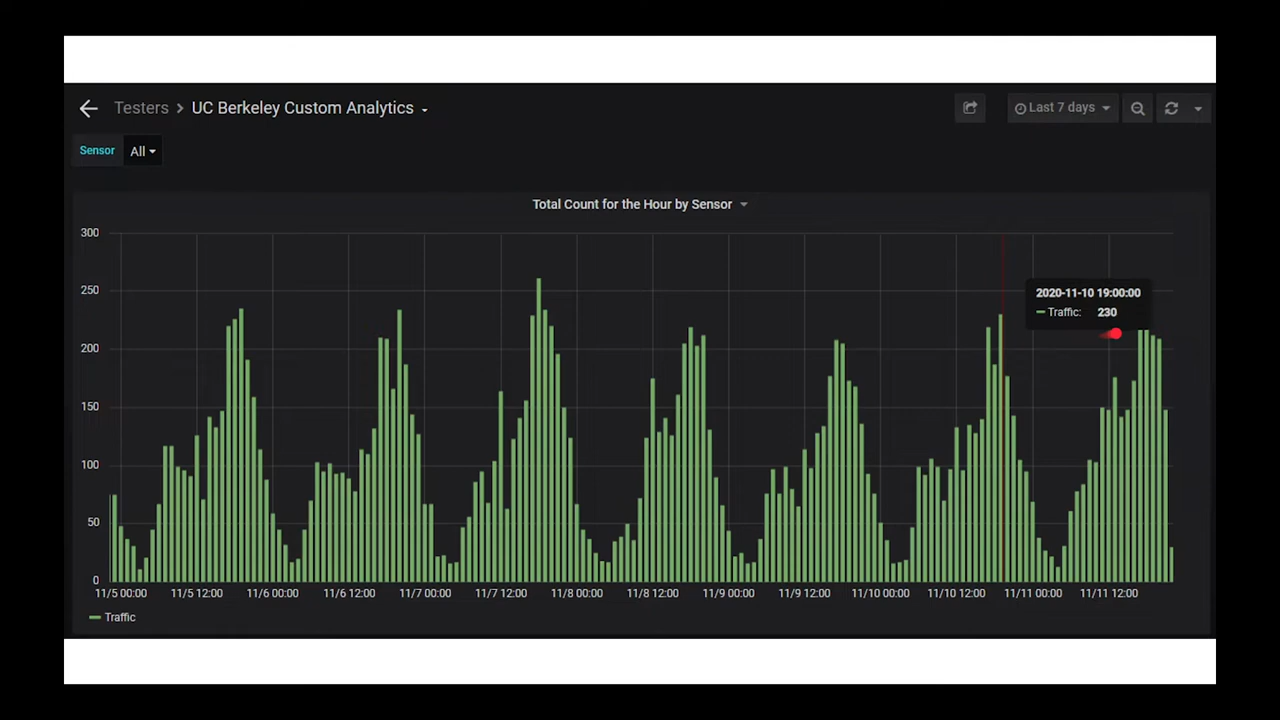 Testers > UC Berkeley Custom Analytics
Last 7 days
Sensor All
Total Count for the Hour by Sensor
300
250
200
150
100
50
0
2020-11-10 19:00:00
Traffic: 230
11/5 00:00 11/5 12:00 11/6 00:00 11/6 12:00 11/7 00:00 11/7 12:00 11/8 00:00 11/8 12:00 11/9 00:00 11/9 12:00 11/10 00:00 11/10 12:00 11/11 00:00 11/11 12:00
Traffic